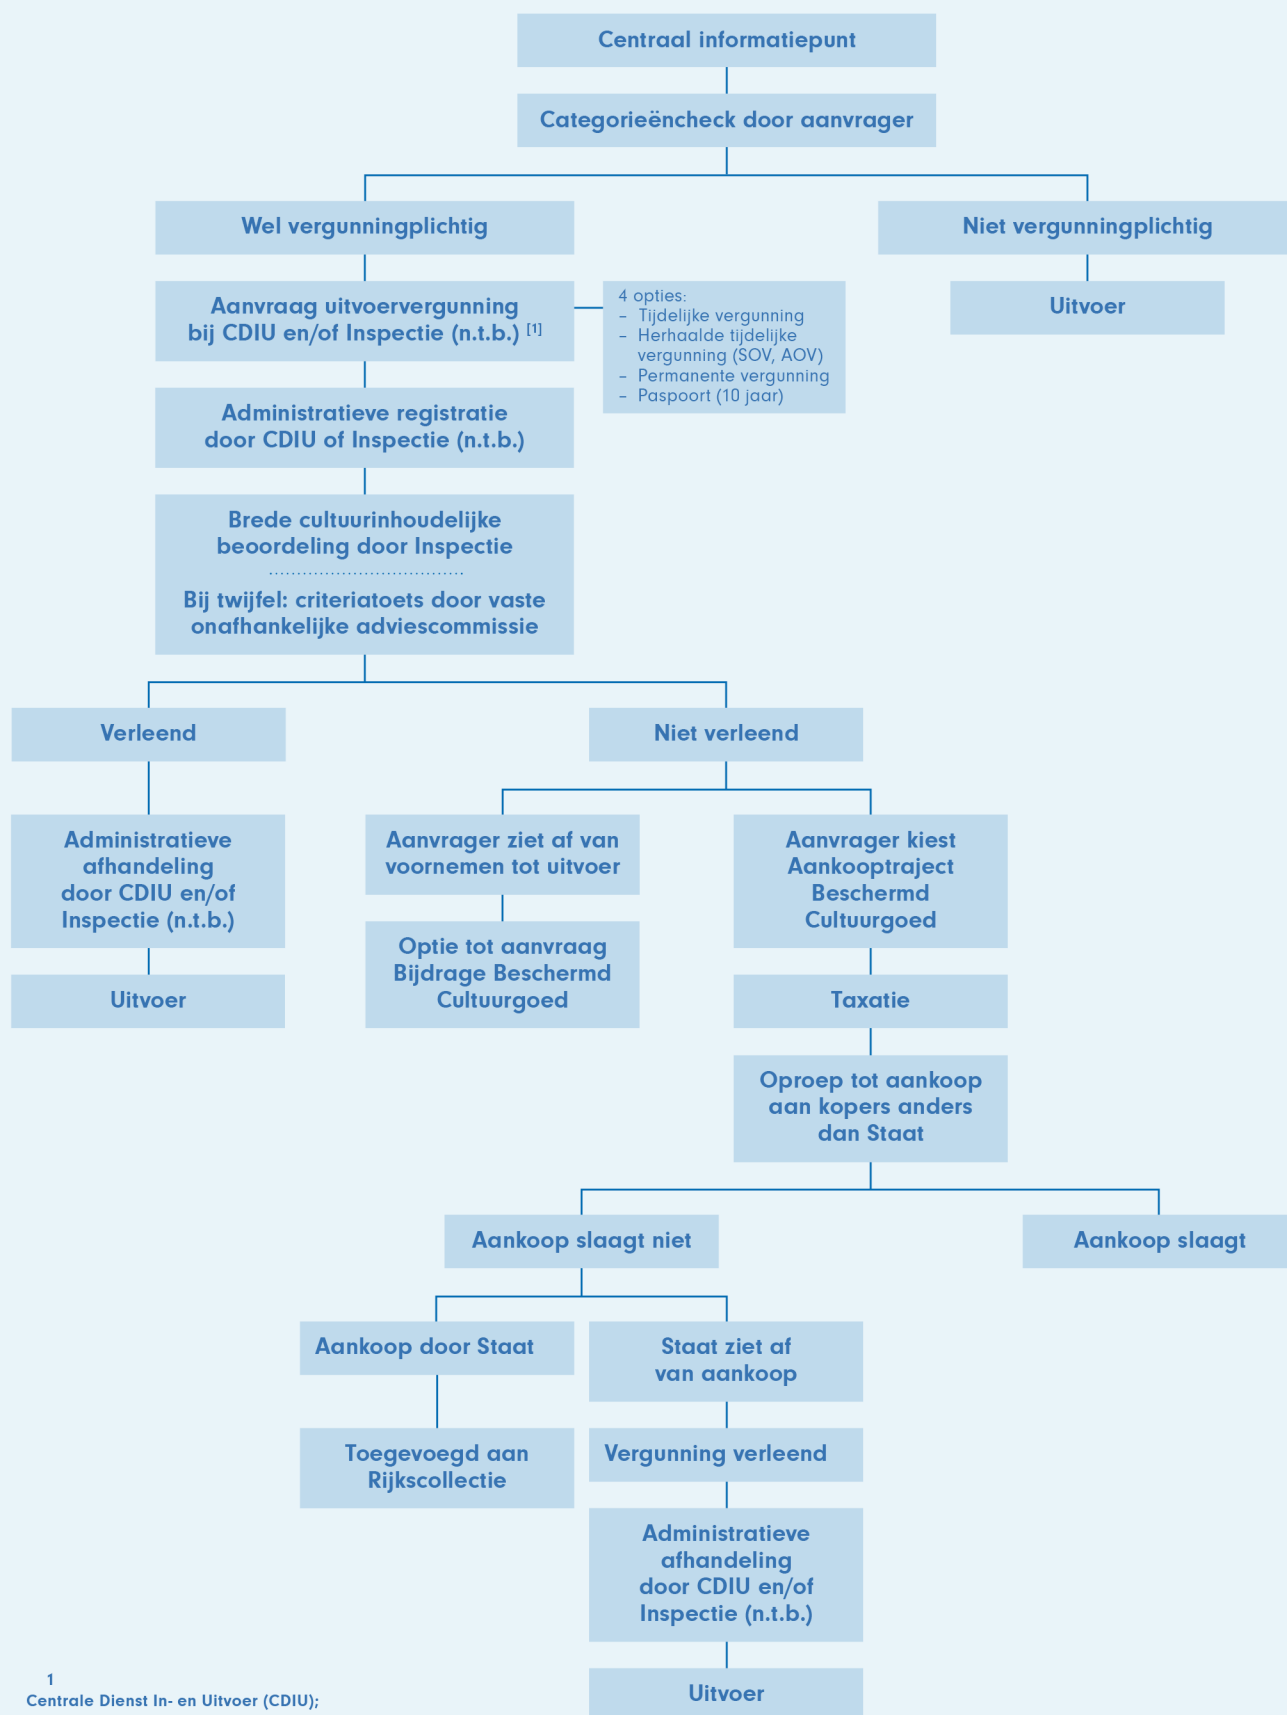 Centraal informatiepunt
Categorieëncheck door aanvrager
Wel vergunningplichtig
Niet vergunningplichtig
Aanvraag uitvoervergunning
bij CDIU en/of Inspectie (n.t.b.) [1]
4 opties:
– Tijdelijke vergunning
– Herhaalde tijdelijke
vergunning (SOV, AOV)
– Permanente vergunning
– Paspoort (10 jaar)
Uitvoer
Administratieve registratie
door CDIU of Inspectie (n.t.b.)
Brede cultuurinhoudelijke
beoordeling door Inspectie
Bij twijfel: criteriatoets door vaste
onafhankelijke adviescommissie
Verleend
Niet verleend
Administratieve
afhandeling
door CDIU en/of
Inspectie (n.t.b.)
Uitvoer
Aanvrager ziet af van
voornemen tot uitvoer
Optie tot aanvraag
Bijdrage Beschermd
Cultuurgoed
Aanvrager kiest
Aankooptraject
Beschermd
Cultuurgoed
Taxatie
Oproep tot aankoop
aan kopers anders
dan Staat
Aankoop slaagt niet
Aankoop slaagt
Aankoop door Staat
Toegevoegd aan
Rijkscollectie
Staat ziet af
van aankoop
Vergunning verleend
Administratieve
afhandeling
door CDIU en/of
Inspectie (n.t.b.)
Uitvoer
1
Centrale Dienst In- en Uitvoer (CDIU);